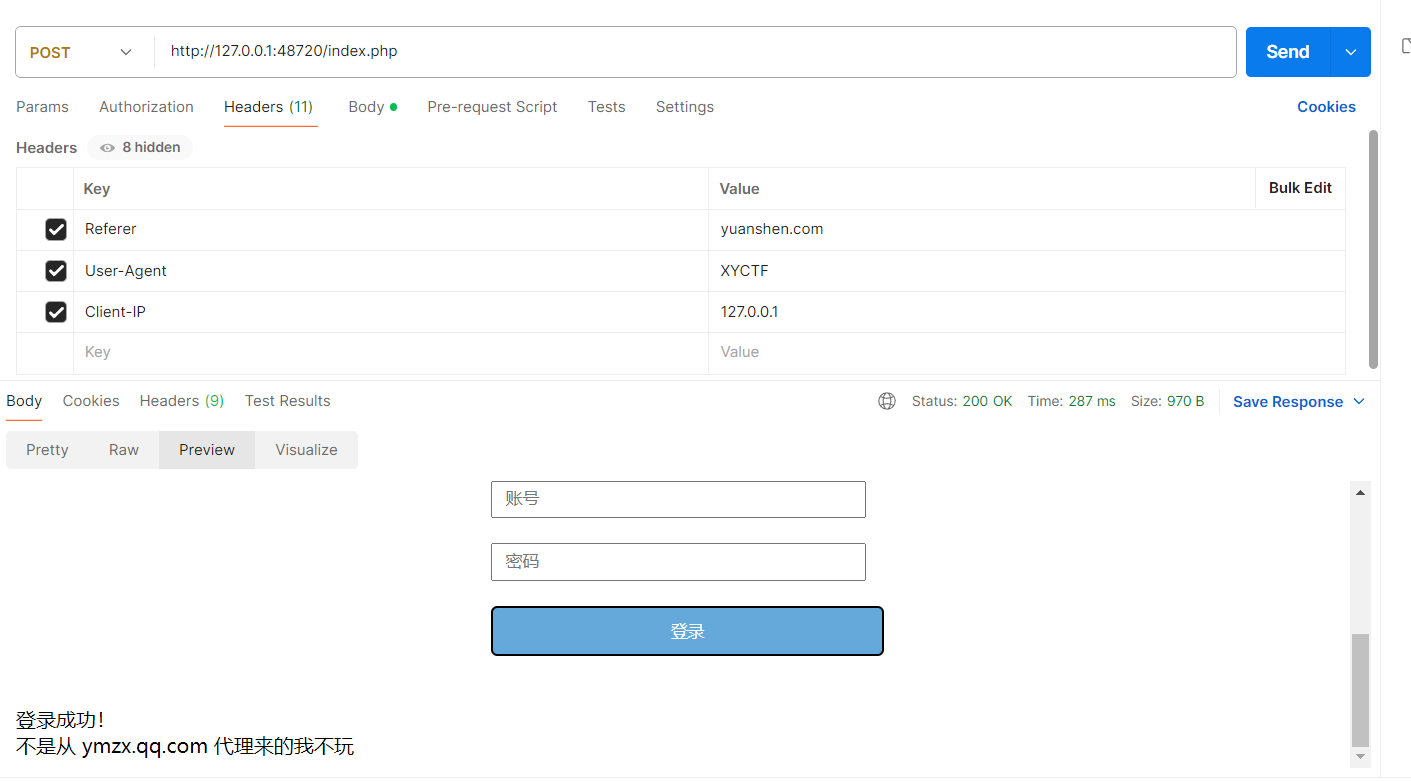 POST http://127.0.0.1:48720/index.php Send
Params Authorization Headers (11) Body Pre-request Script Tests Settings Cookies
Headers 8 hidden
Key Value Bulk Edit
Referer yuanshen.com
User-Agent XYCTF
Client-IP 127.0.0.1
Key Value
Body Cookies Headers (9) Test Results Status: 200 OK Time: 287 ms Size: 970 B Save Response
Pretty Raw Preview Visualize
账号
密码
登录
登录成功!
不是从 ymzx.qq.com 代理来的我不玩